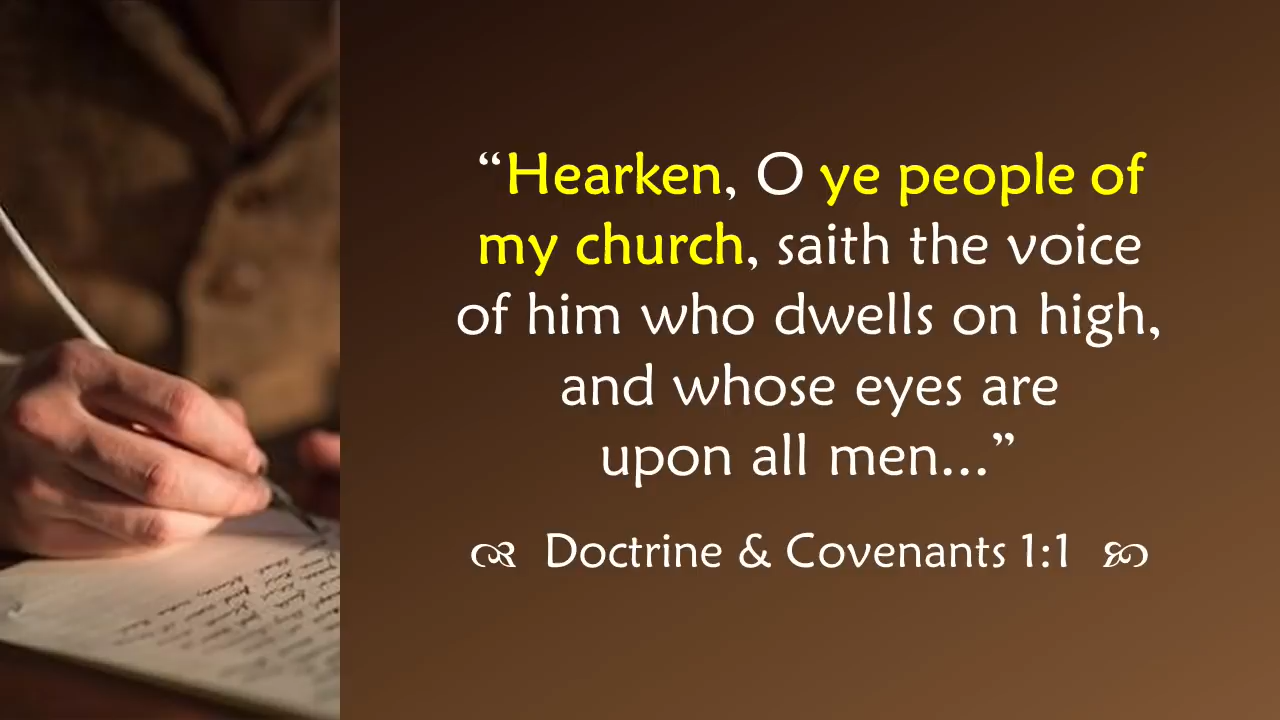 “Hearken, O ye people of
my church, saith the voice
of him who dwells on high,
and whose eyes are
upon all men...”
Doctrine & Covenants 1:1